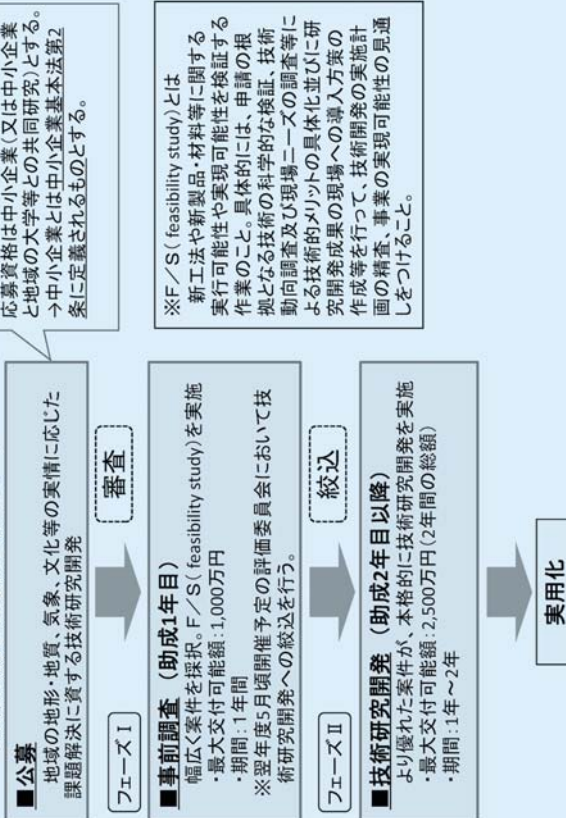 ■公募
地域の地形・地質、気象、文化等の実情に応じた
課題解決に資する技術研究開発
応募資格は中小企業(又は中小企業
と地域の大学等との共同研究)とする。
→中小企業とは中小企業基本法第2
条に定義されるものとする。
審査
フェーズⅠ
■事前調査 (助成1年目)
幅広く案件を採択。F/S(feasibility study)を実施
・最大交付可能額:1,000万円
・期間:1年間
※翌年度5月頃開催予定の評価委員会において技
術研究開発への絞込を行う。
※F/S(feasibility study)とは
新工法や新製品・材料等に関する
実行可能性や実現可能性を検証する
作業のこと。具体的には、申請の根
拠となる技術の科学的な検証、技術
動向調査及び現場ニーズの調査等に
よる技術的メリットの具体化並びに研
究開発成果の現場への導入方策の
作成等を行って、技術開発の実施計
画の精査、事業の実現可能性の見通
しをつけること。
絞込
フェーズⅡ
■技術研究開発 (助成2年目以降)
より優れた案件が、本格的に技術研究開発を実施
・最大交付可能額:2,500万円(2年間の総額)
・期間:1年~2年
実用化